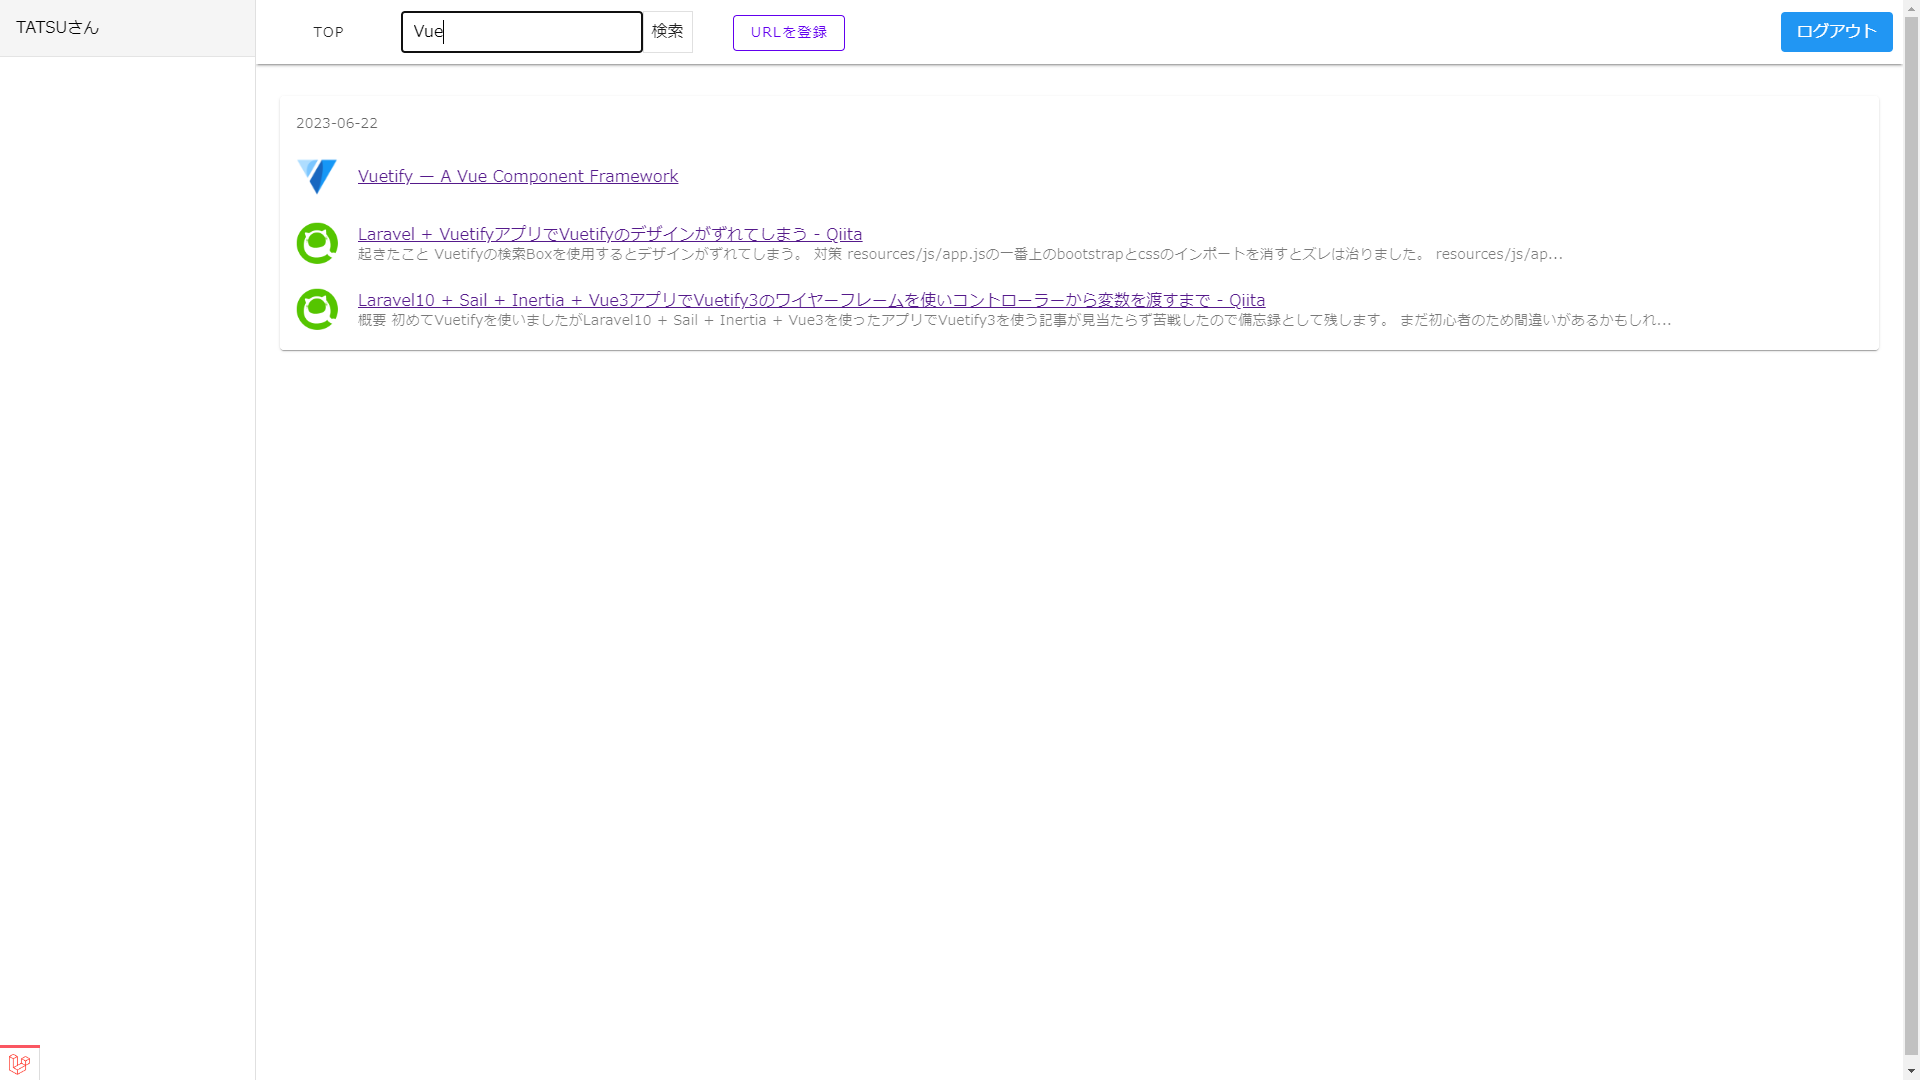 TATSUさん
TOP
Vue
検索
URLを登録
ログアウト
2023-06-22
Vuetify — A Vue Component Framework
Laravel + VuetifyアプリでVuetifyのデザインがずれてしまう - Qiita
起きたこと Vuetifyの検索Boxを使用するとデザインがずれてしまう。 対策 resources/js/app.jsの一番上のbootstrapとcssのインポートを消すとズレは治りました。 resources/js/ap...
Laravel10 + Sail + Inertia + Vue3アプリでVuetify3のワイヤーフレームを使いコントローラーから変数を渡すまで - Qiita
概要 初めてVuetifyを使いましたがLaravel10 + Sail + Inertia + Vue3を使ったアプリでVuetify3を使う記事が見当たらず苦戦したので備忘録として残します。 まだ初心者のため間違いがあるかもしれ...